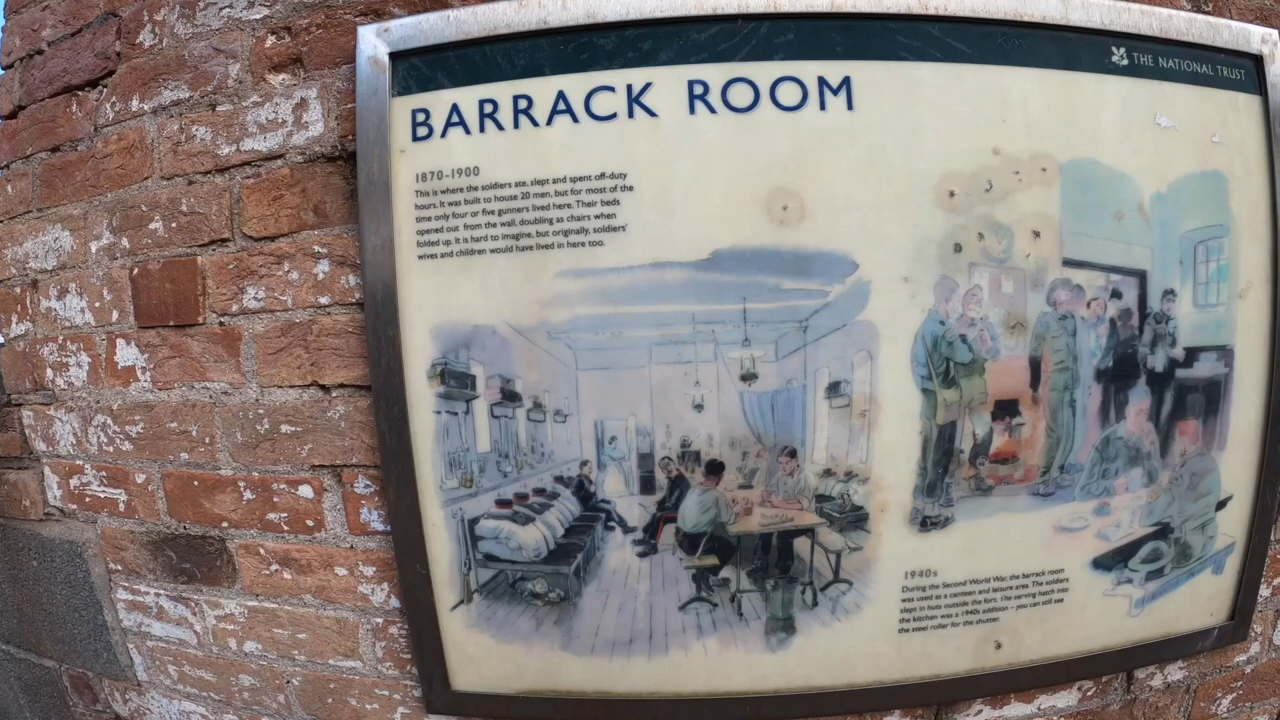 THE NATIONAL TRUST
BARRACK ROOM
1870-1900
This is where the soldiers ate, slept and spent off-duty
hours. It was built to house 20 men, but for most of the
time only four or five gunners lived here. Their beds
opened out from the wall, doubling as chairs when
folded up. It is hard to imagine, but originally, soldiers'
wives and children would have lived in here too.
1940s
During the Second World War, the barrack room
was used as a canteen and leisure area. The soldiers
slept in huts outside the fort. The serving hatch into
the kitchen was a 1940s addition – you can still see
the steel roller for the shutter.